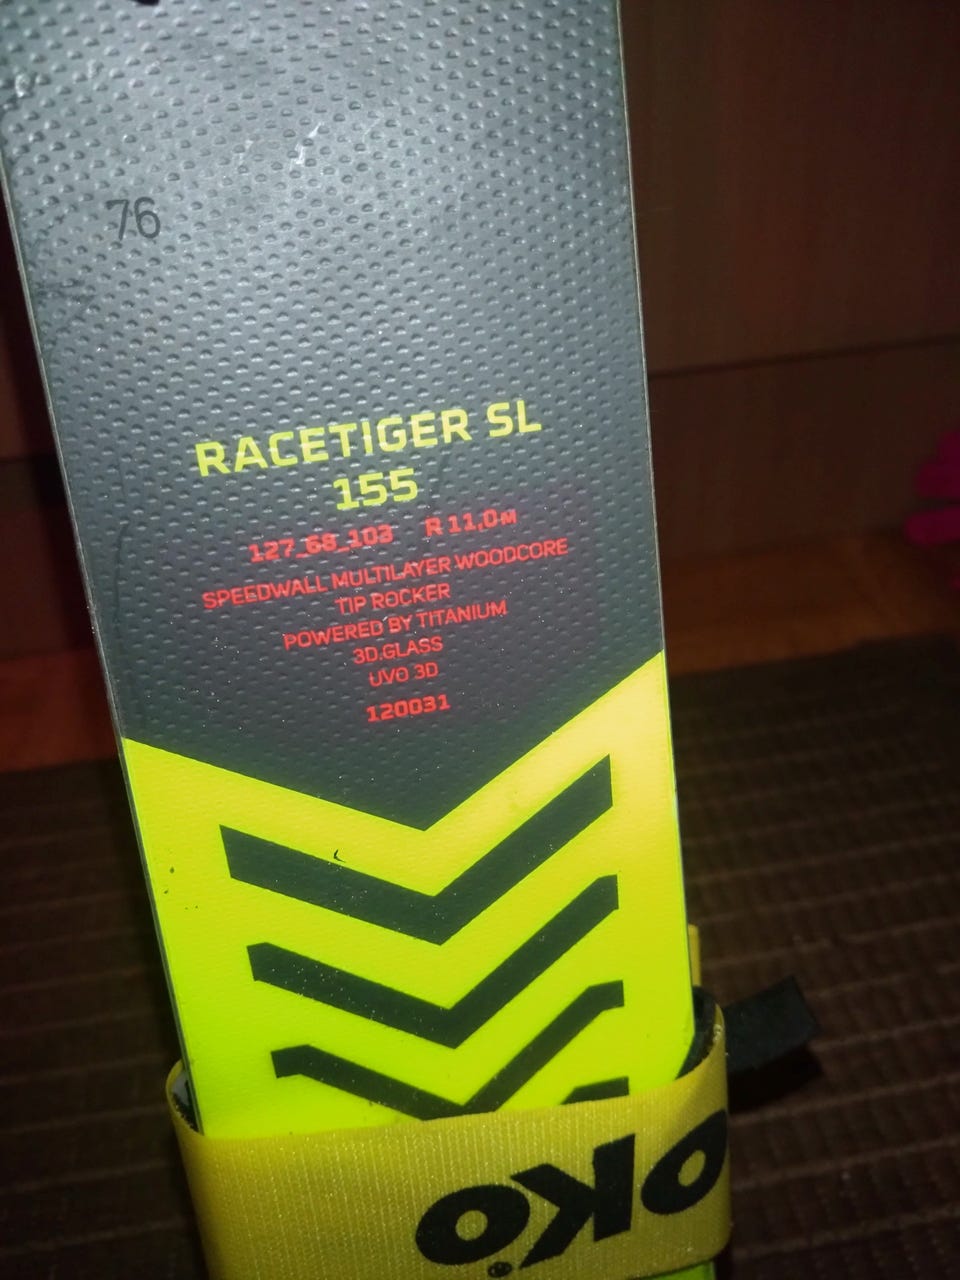 76
RACETIGER SL
155
127_68_103 R 11,0M
SPEEDWALL MULTILAYER WOODCORE
TIP ROCKER
POWERED BY TITANIUM
3D.GLASS
UVO 3D
120031
OKO